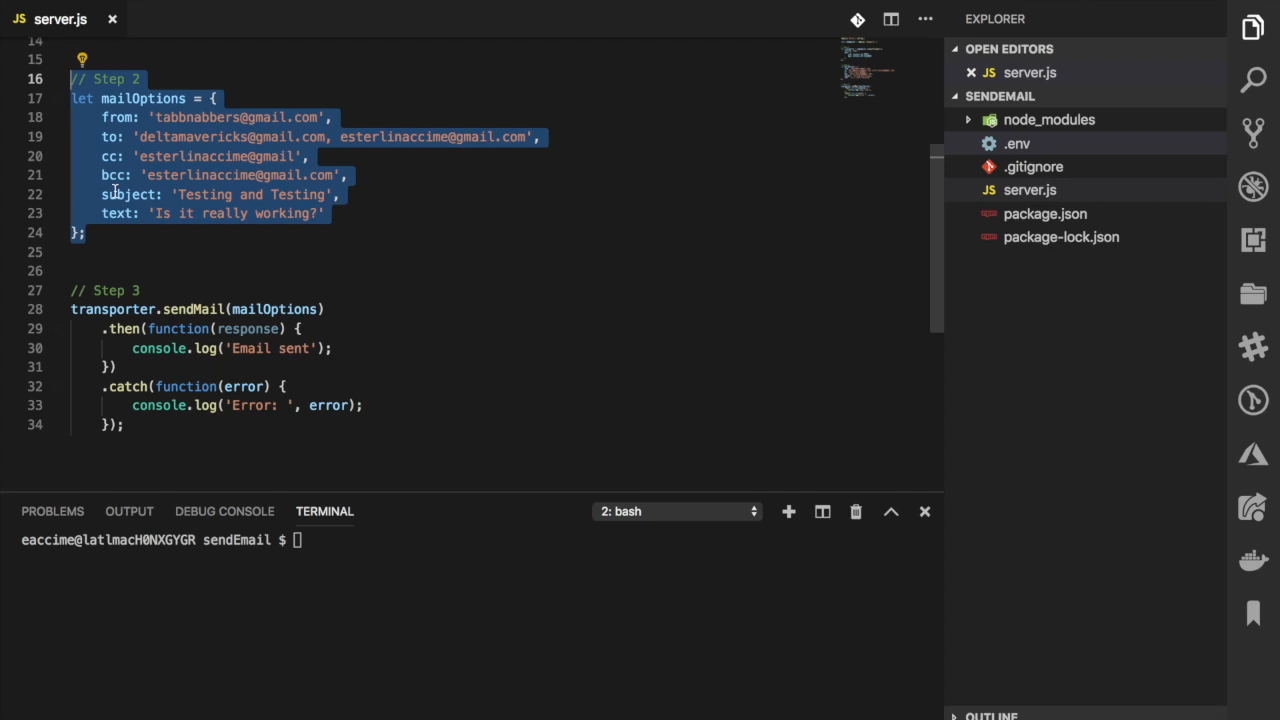 JS server.js ×
14
15
16 // Step 2
17 let mailOptions = {
18 from: 'tabbnabbers@gmail.com',
19 to: 'deltamavericks@gmail.com, esterlinaccime@gmail.com',
20 cc: 'esterlinaccime@gmail',
21 bcc: 'esterlinaccime@gmail.com',
22 subject: 'Testing and Testing',
23 text: 'Is it really working?'
24 };
25
26
27 // Step 3
28 transporter.sendMail(mailOptions)
29 .then(function(response) {
30 console.log('Email sent');
31 })
32 .catch(function(error) {
33 console.log('Error: ', error);
34 });
PROBLEMS OUTPUT DEBUG CONSOLE TERMINAL 2: bash
eaccime@latlmacH0NXGYGR sendEmail $
EXPLORER
OPEN EDITORS
JS server.js
SENDEMAIL
node_modules
.env
.gitignore
JS server.js
package.json
package-lock.json
OUTLINE